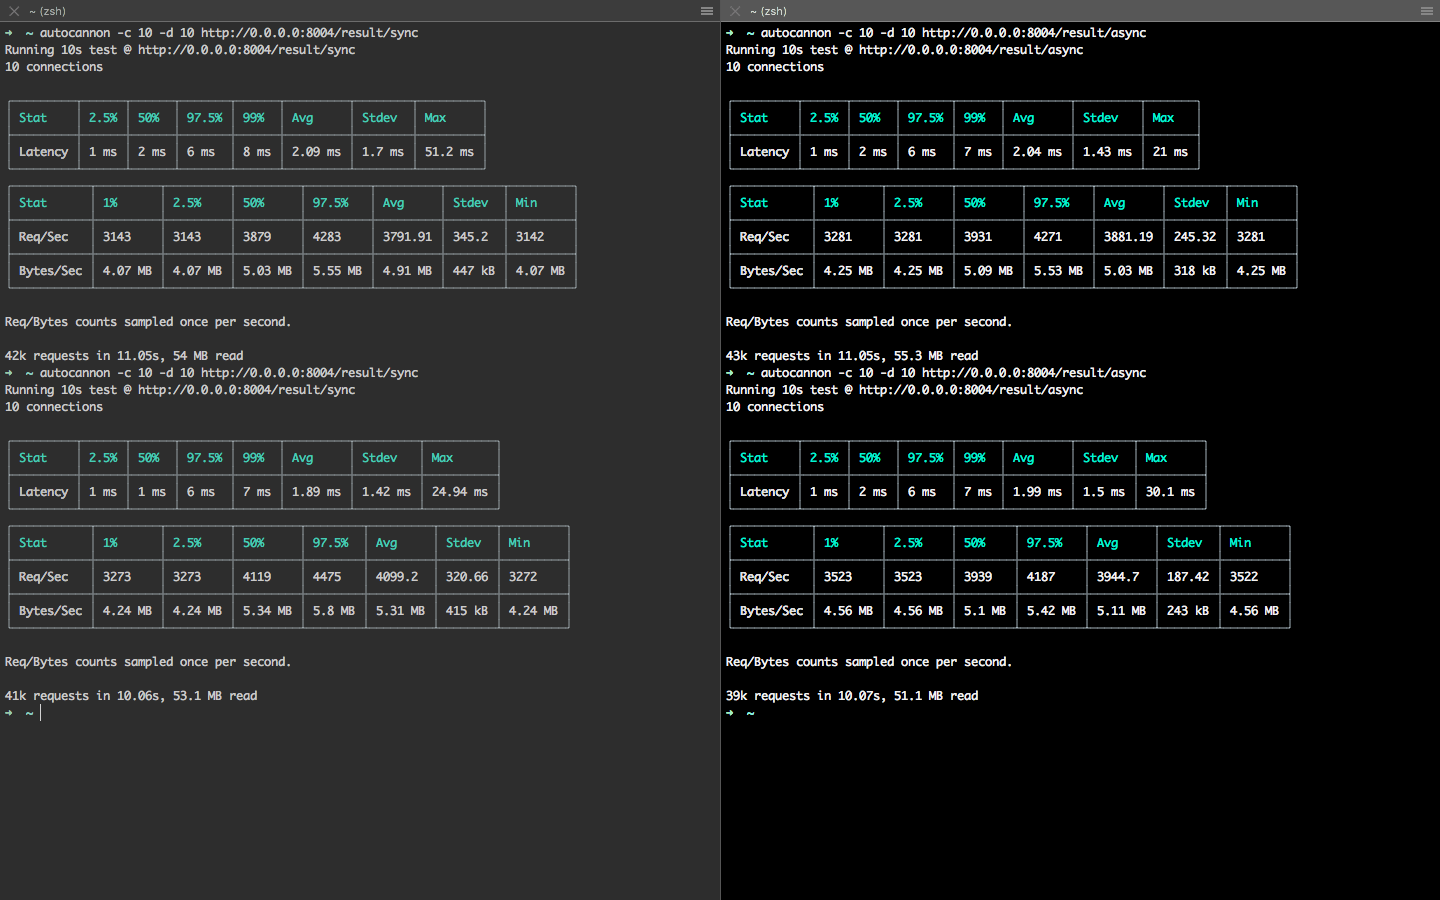 ~ (zsh)
➜ ~ autocannon -c 10 -d 10 http://0.0.0.0:8004/result/sync
Running 10s test @ http://0.0.0.0:8004/result/sync
10 connections
Stat 2.5% 50% 97.5% 99% Avg Stdev Max
Latency 1 ms 2 ms 6 ms 8 ms 2.09 ms 1.7 ms 51.2 ms
Stat 1% 2.5% 50% 97.5% Avg Stdev Min
Req/Sec 3143 3143 3879 4283 3791.91 345.2 3142
Bytes/Sec 4.07 MB 4.07 MB 5.03 MB 5.55 MB 4.91 MB 447 kB 4.07 MB
Req/Bytes counts sampled once per second.
42k requests in 11.05s, 54 MB read
➜ ~ autocannon -c 10 -d 10 http://0.0.0.0:8004/result/sync
Running 10s test @ http://0.0.0.0:8004/result/sync
10 connections
Stat 2.5% 50% 97.5% 99% Avg Stdev Max
Latency 1 ms 1 ms 6 ms 7 ms 1.89 ms 1.42 ms 24.94 ms
Stat 1% 2.5% 50% 97.5% Avg Stdev Min
Req/Sec 3273 3273 4119 4475 4099.2 320.66 3272
Bytes/Sec 4.24 MB 4.24 MB 5.34 MB 5.8 MB 5.31 MB 415 kB 4.24 MB
Req/Bytes counts sampled once per second.
41k requests in 10.06s, 53.1 MB read
➜ ~
~ (zsh)
➜ ~ autocannon -c 10 -d 10 http://0.0.0.0:8004/result/async
Running 10s test @ http://0.0.0.0:8004/result/async
10 connections
Stat 2.5% 50% 97.5% 99% Avg Stdev Max
Latency 1 ms 2 ms 6 ms 7 ms 2.04 ms 1.43 ms 21 ms
Stat 1% 2.5% 50% 97.5% Avg Stdev Min
Req/Sec 3281 3281 3931 4271 3881.19 245.32 3281
Bytes/Sec 4.25 MB 4.25 MB 5.09 MB 5.53 MB 5.03 MB 318 kB 4.25 MB
Req/Bytes counts sampled once per second.
43k requests in 11.05s, 55.3 MB read
➜ ~ autocannon -c 10 -d 10 http://0.0.0.0:8004/result/async
Running 10s test @ http://0.0.0.0:8004/result/async
10 connections
Stat 2.5% 50% 97.5% 99% Avg Stdev Max
Latency 1 ms 2 ms 6 ms 7 ms 1.99 ms 1.5 ms 30.1 ms
Stat 1% 2.5% 50% 97.5% Avg Stdev Min
Req/Sec 3523 3523 3939 4187 3944.7 187.42 3522
Bytes/Sec 4.56 MB 4.56 MB 5.1 MB 5.42 MB 5.11 MB 243 kB 4.56 MB
Req/Bytes counts sampled once per second.
39k requests in 10.07s, 51.1 MB read
➜ ~